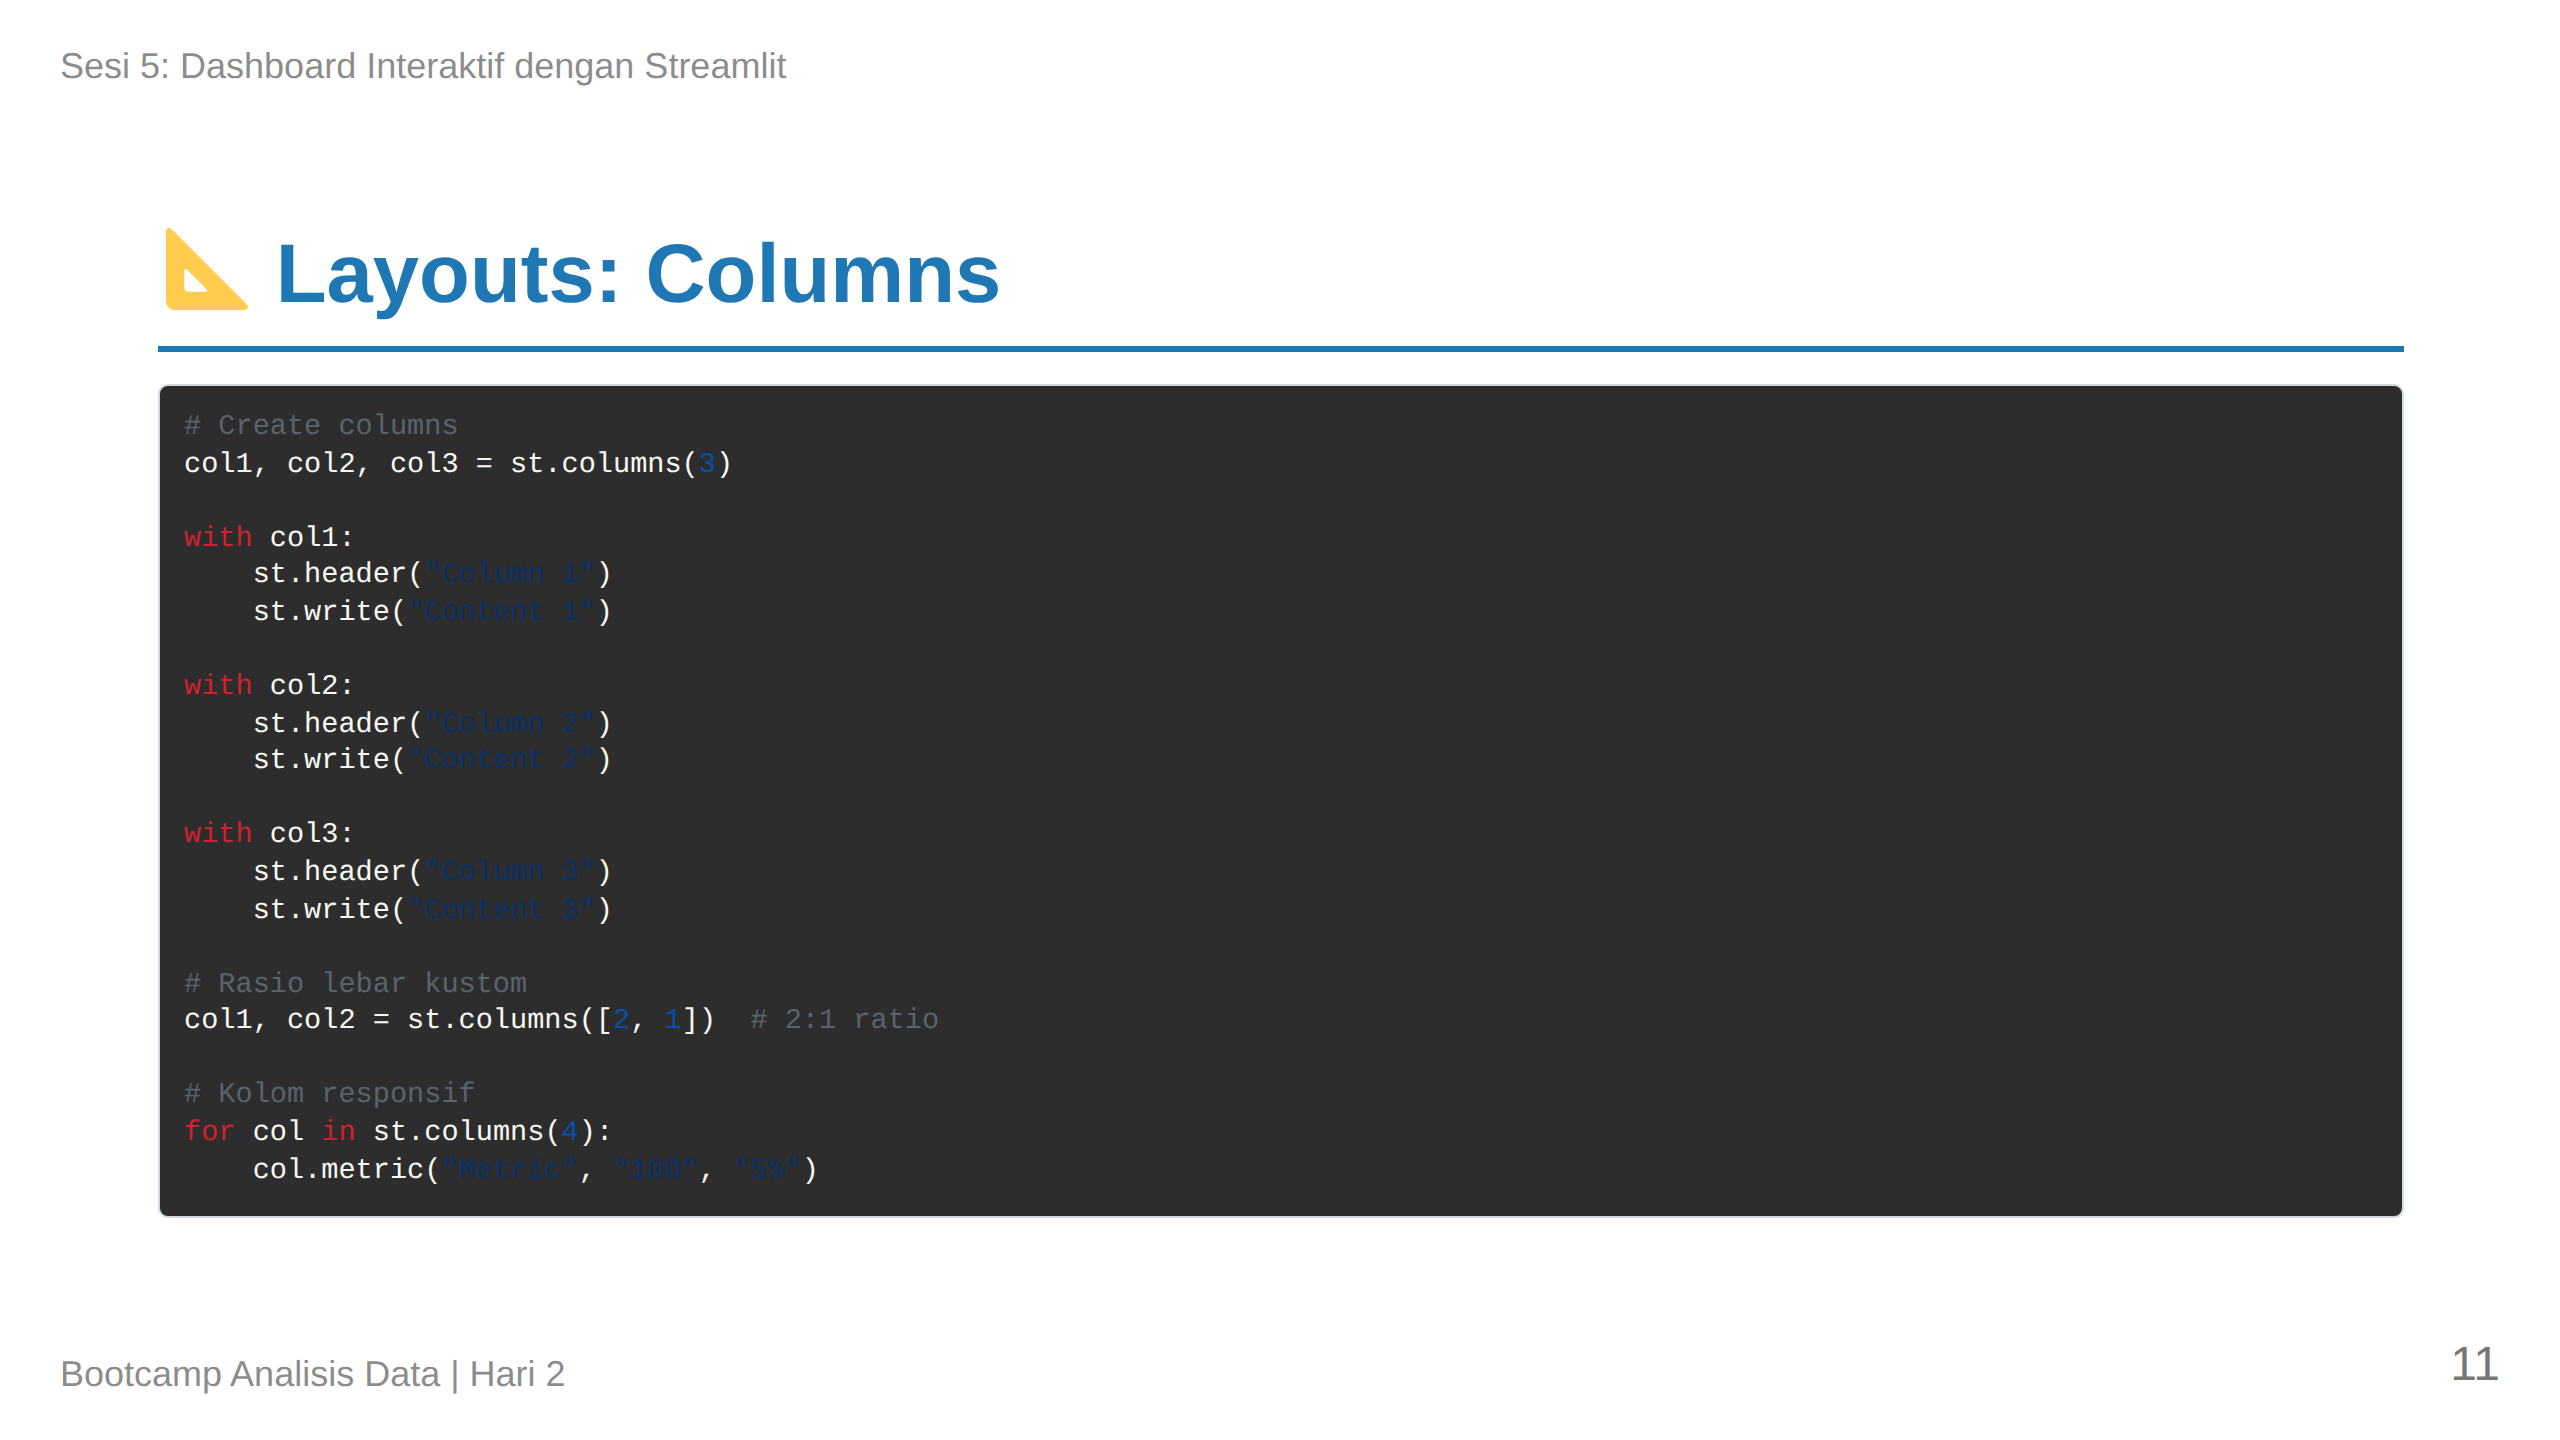 Sesi 5: Dashboard Interaktif dengan Streamlit
Layouts: Columns
# Create columns
col1, col2, col3 = st.columns(3)
with col1:
    st.header("Column 1")
    st.write("Content 1")
with col2:
    st.header("Column 2")
    st.write("Content 2")
with col3:
    st.header("Column 3")
    st.write("Content 3")
# Rasio lebar kustom
col1, col2 = st.columns([2, 1])  # 2:1 ratio
# Kolom responsif
for col in st.columns(4):
    col.metric("Metric", "100", "5%")
Bootcamp Analisis Data | Hari 2
11